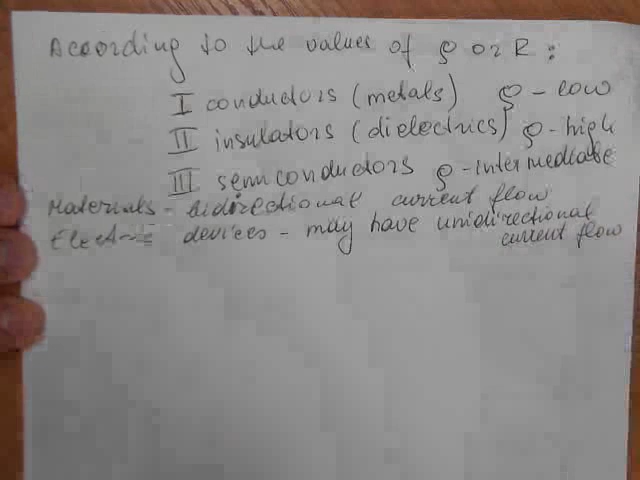 According to the values of ρ or R :
I conductors (metals) ρ - low
II insulators (dielectrics) ρ - high
III semiconductors ρ - intermediate
Materials - bidirectional current flow
devices - may have unidirectional
current flow